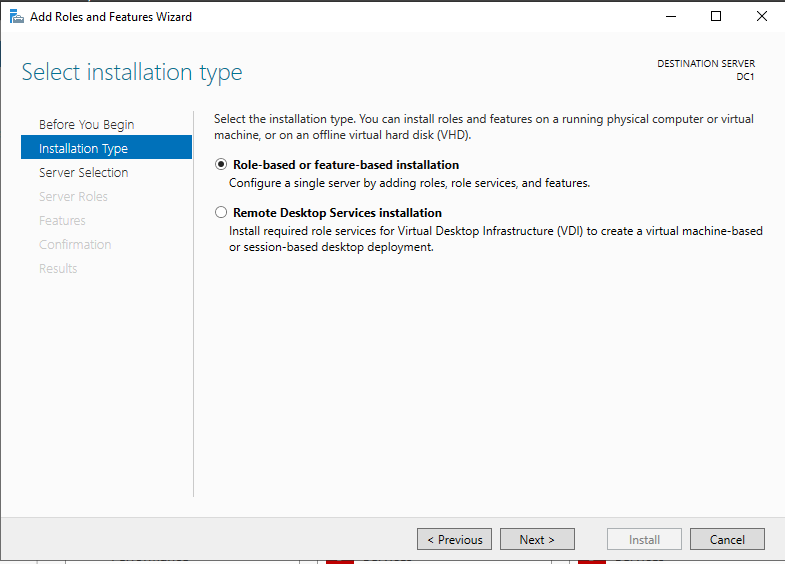 Add Roles and Features Wizard
Select installation type
DESTINATION SERVER
DC1
Before You Begin
Installation Type
Server Selection
Server Roles
Features
Confirmation
Results
Select the installation type. You can install roles and features on a running physical computer or virtual
machine, or on an offline virtual hard disk (VHD).
Role-based or feature-based installation
Configure a single server by adding roles, role services, and features.
Remote Desktop Services installation
Install required role services for Virtual Desktop Infrastructure (VDI) to create a virtual machine-based
or session-based desktop deployment.
< Previous
Next >
Install
Cancel